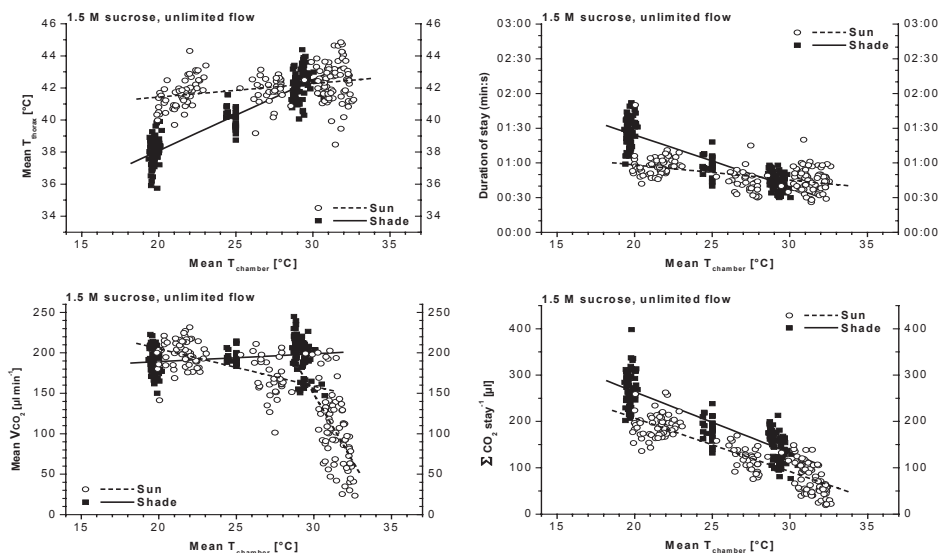 1.5 M sucrose, unlimited flow
46
44
42
40
38
36
34
46
44
42
40
38
36
34
Mean T thorax [°C]
Sun
Shade
15 20 25 30 35
Mean T chamber [°C]
1.5 M sucrose, unlimited flow
03:00
02:30
02:00
01:30
01:00
00:30
00:00
03:00
02:30
02:00
01:30
01:00
00:30
00:00
Duration of stay (min:s)
Sun
Shade
15 20 25 30 35
Mean T chamber [°C]
1.5 M sucrose, unlimited flow
250
200
150
100
50
0
250
200
150
100
50
0
Mean VCO2 [µl min-1]
Sun
Shade
15 20 25 30 35
Mean T chamber [°C]
1.5 M sucrose, unlimited flow
400
300
200
100
0
400
300
200
100
0
Σ CO2 stay-1 [µl]
Sun
Shade
15 20 25 30 35
Mean T chamber [°C]